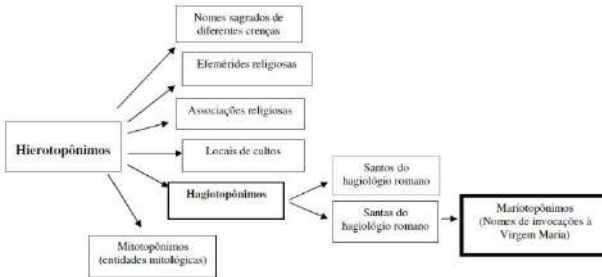 Nomes sagrados de
diferentes crenças
Efemérides religiosas
Associações religiosas
Hierotopônimos
Locais de cultos
Hagiotopônimos
Santos do
hagiológio romano
Santas do
hagiológio romano
Mariotopônimos
(Nomes de invocações à
Virgem Maria)
Mitotopônimos
(entidades mitológicas)